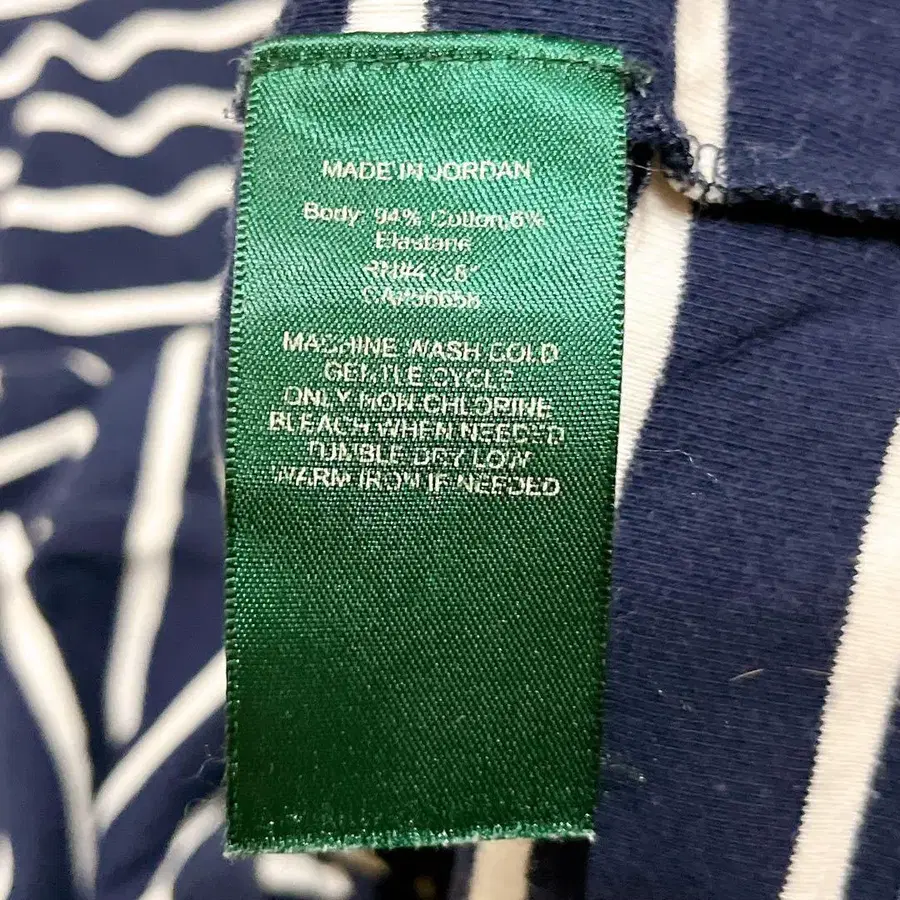 MADE IN JORDAN
Body: 94% Cotton,6%
Elastane
MACHINE WASH COLD
GENTLE CYCLE
ONLY NON CHLORINE
BLEACH WHEN NEEDED
TUMBLE DRY LOW
WARM IRON IF NEEDED